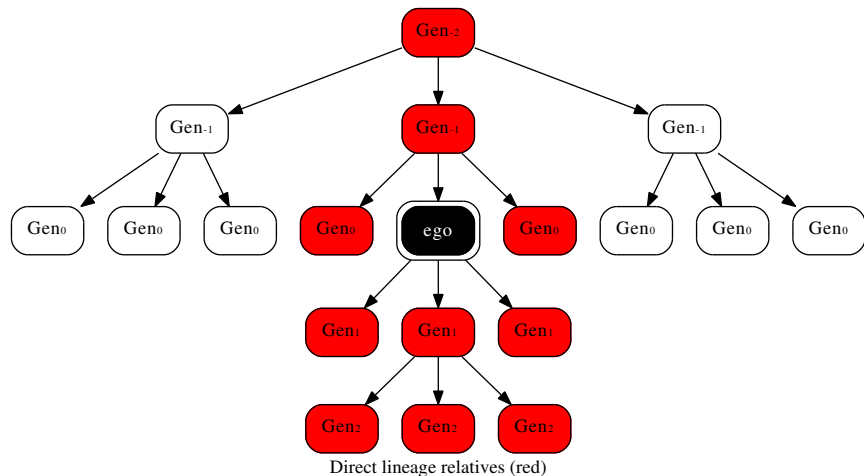 Gen-2
Gen-1 Gen-1 Gen-1
Gen0 Gen0 Gen0 Gen0 ego Gen0 Gen0 Gen0 Gen0
Gen1 Gen1 Gen1
Gen2 Gen2 Gen2
Direct lineage relatives (red)